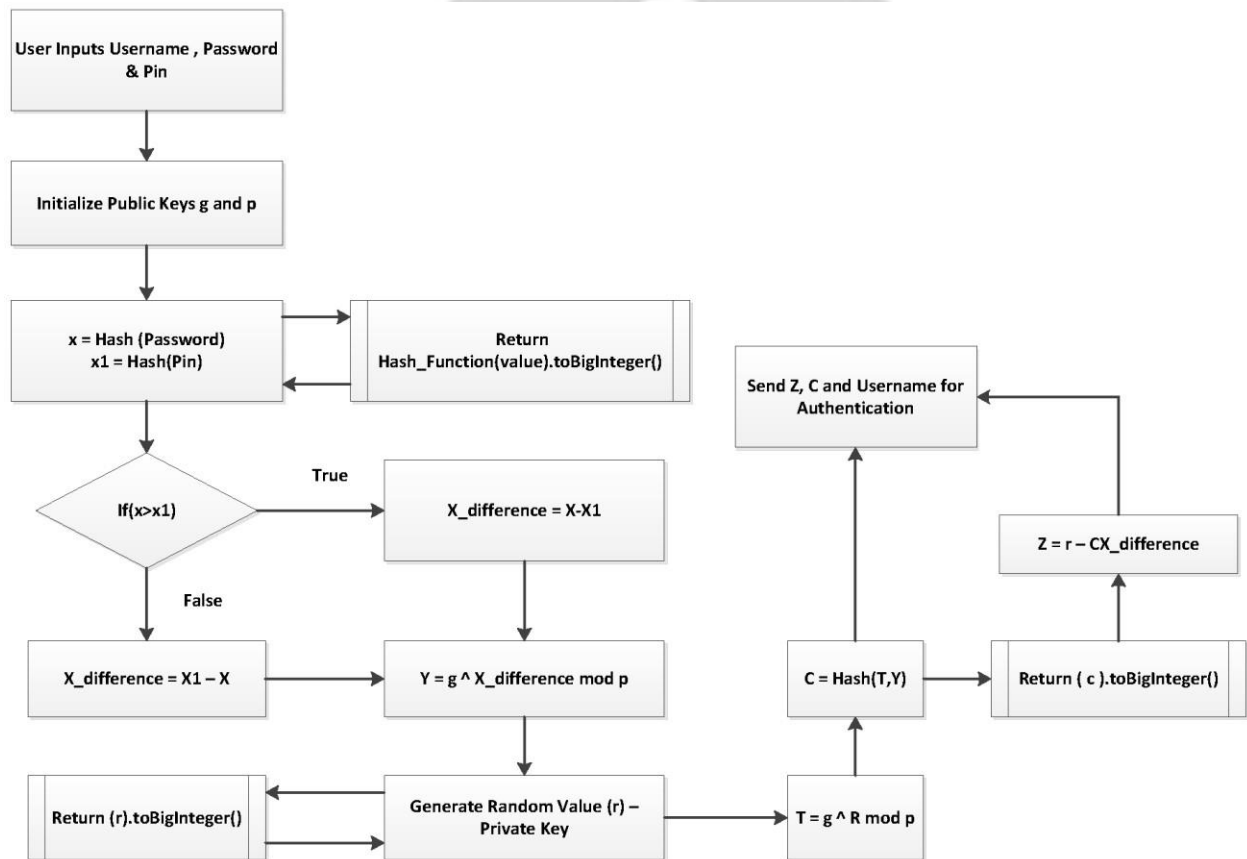 User Inputs Username , Password
& Pin
Initialize Public Keys g and p
x = Hash (Password)
x1 = Hash(Pin)
Return
Hash_Function(value).toBigInteger()
If(x>x1)
True
X_difference = X-X1
False
X_difference = X1 – X
Y = g ^ X_difference mod p
Return (r).toBigInteger()
Generate Random Value (r) –
Private Key
T = g ^ R mod p
C = Hash(T,Y)
Return ( c ).toBigInteger()
Z = r – CX_difference
Send Z, C and Username for
Authentication